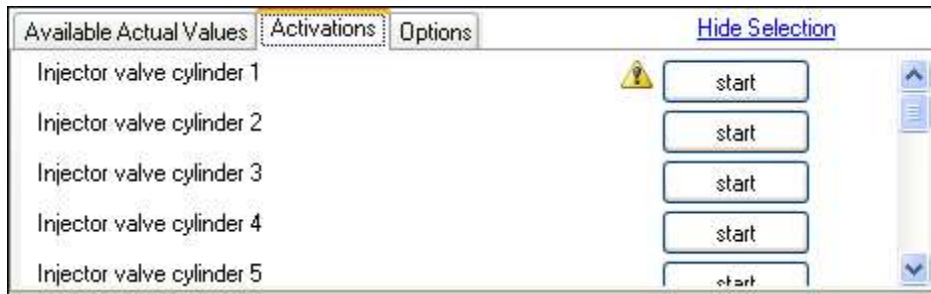 Available Actual Values Activations Options Hide Selection
Injector valve cylinder 1 start
Injector valve cylinder 2 start
Injector valve cylinder 3 start
Injector valve cylinder 4 start
Injector valve cylinder 5 start